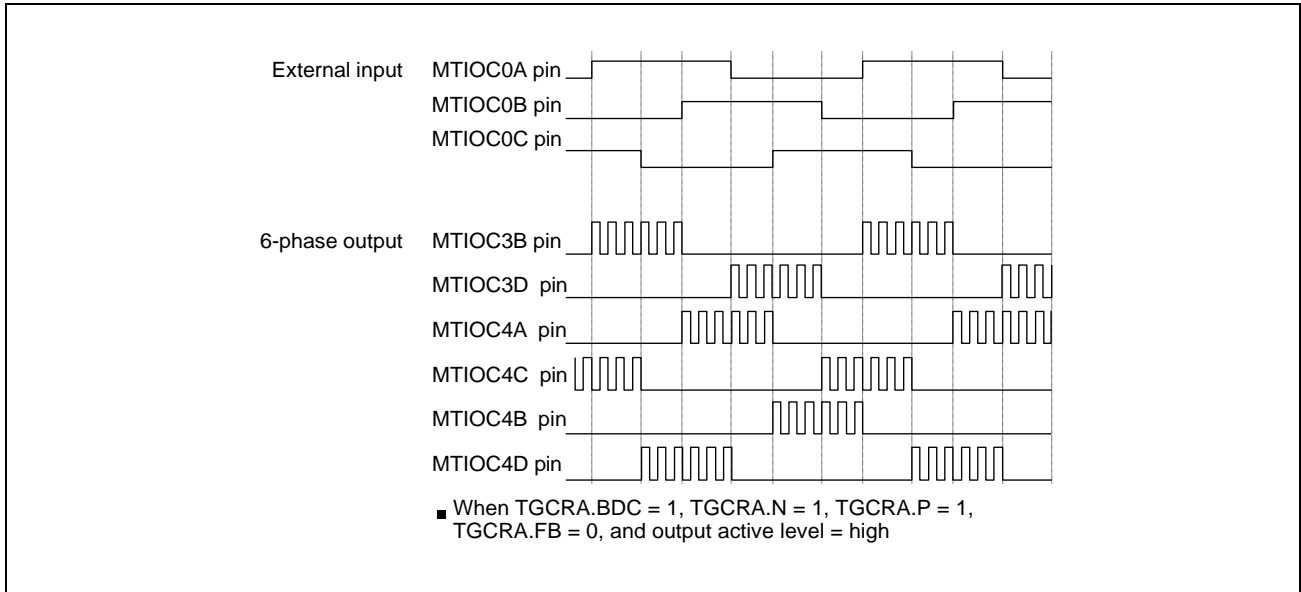 External input MTIOC0A pin
MTIOC0B pin
MTIOC0C pin
6-phase output MTIOC3B pin
MTIOC3D pin
MTIOC4A pin
MTIOC4C pin
MTIOC4B pin
MTIOC4D pin
■ When TGCRA.BDC = 1, TGCRA.N = 1, TGCRA.P = 1,
TGCRA.FB = 0, and output active level = high